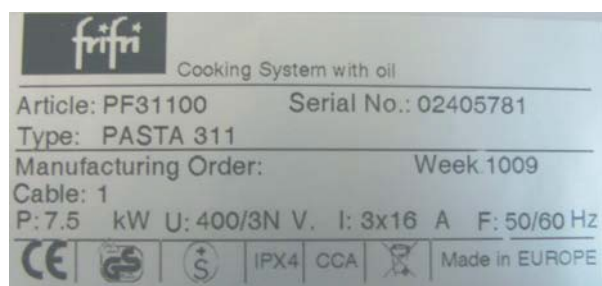 frifri
Cooking System with oil
Article: PF31100 Serial No.: 02405781
Type: PASTA 311
Manufacturing Order: Week 1009
Cable: 1
P: 7.5 kW U: 400/3N V. I: 3x16 A F: 50/60 Hz
CE GS S IPX4 CCA Made in EUROPE